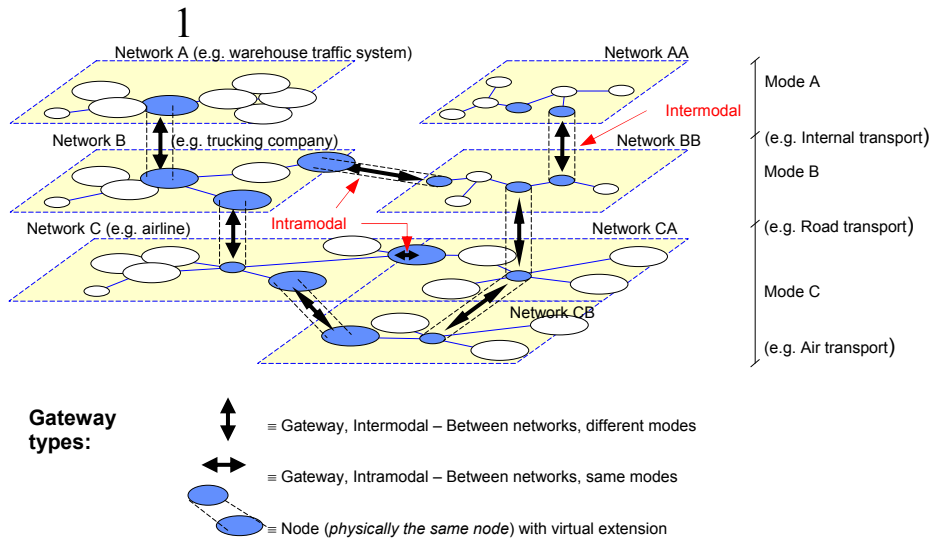 1
Network A (e.g. warehouse traffic system)
Network AA
Mode A
Intermodal
(e.g. Internal transport)
Network B
(e.g. trucking company)
Network BB
Mode B
Intramodal
(e.g. Road transport)
Network C (e.g. airline)
Network CA
Mode C
Network CB
(e.g. Air transport)
Gateway
types:
≡ Gateway, Intermodal – Between networks, different modes
≡ Gateway, Intramodal – Between networks, same modes
≡ Node (physically the same node) with virtual extension